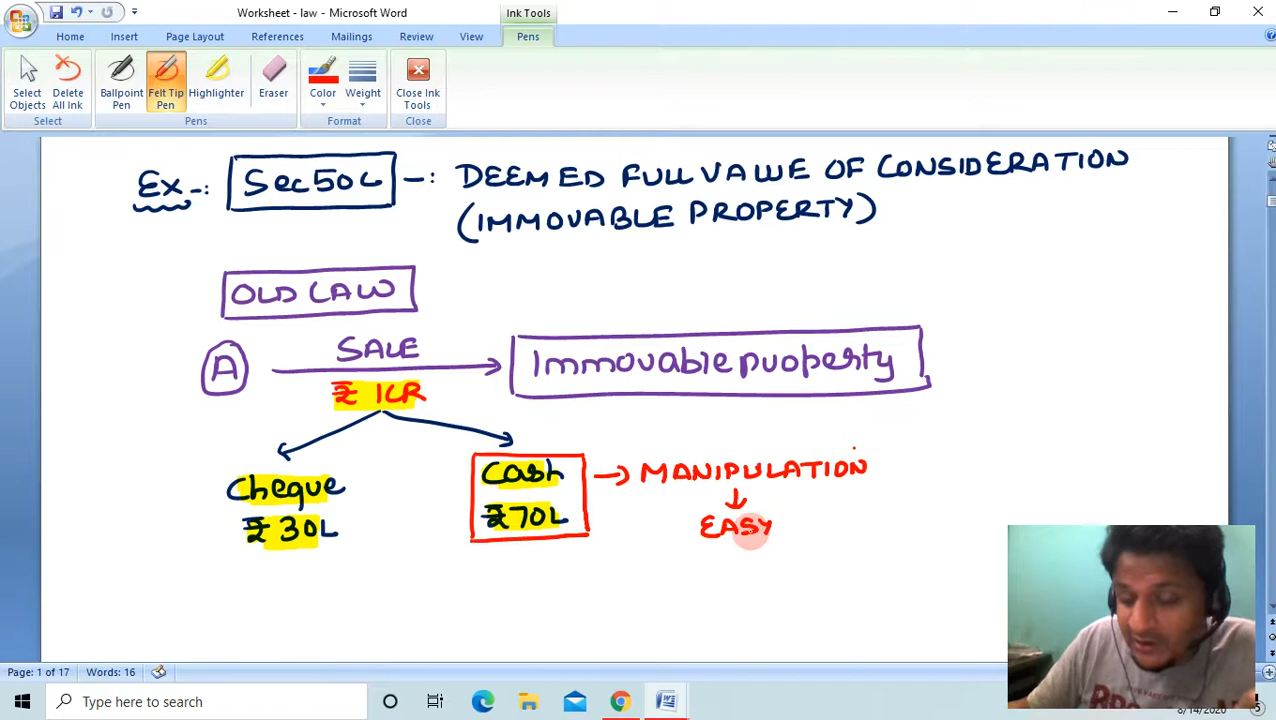 Worksheet - law - Microsoft Word
Ink Tools
Home Insert Page Layout References Mailings Review View Pens
Select Objects
Delete All Ink
Ballpoint Pen
Felt Tip Pen
Highlighter
Eraser
Color
Weight
Close Ink Tools
Select Pens Format Close
Ex-: Sec 50C -: DEEMED FULL VALUE OF CONSIDERATION
(IMMOVABLE PROPERTY)
OLD LAW
A SALE Immovable property
₹ 1CR
Cheque
₹ 30L
Cash
₹70L
MANIPULATION
EASY
Page: 1 of 17 Words: 16
Type here to search
8/14/2020